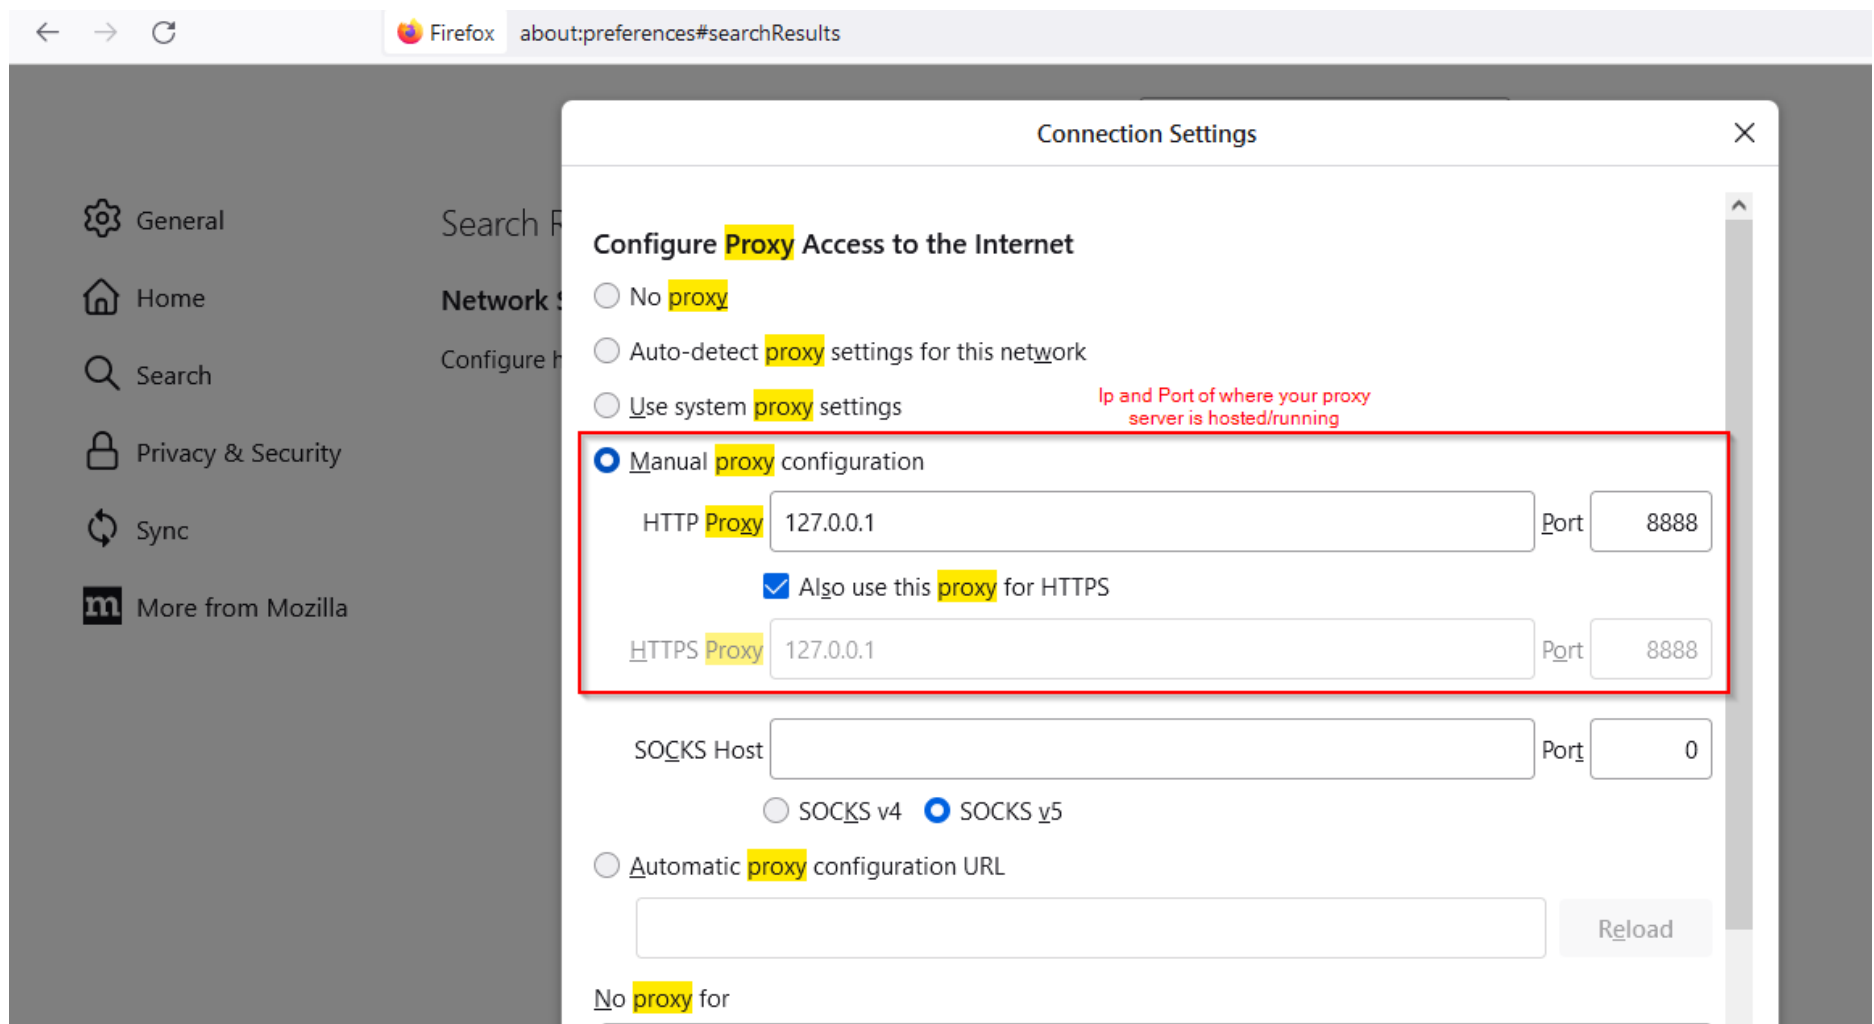 Firefox about:preferences#searchResults
Connection Settings
General
Home
Search
Privacy & Security
Sync
m More from Mozilla
Search
Network
Configure
Configure Proxy Access to the Internet
No proxy
Auto-detect proxy settings for this network
Use system proxy settings
Ip and Port of where your proxy
server is hosted/running
Manual proxy configuration
HTTP Proxy 127.0.0.1 Port 8888
Also use this proxy for HTTPS
HTTPS Proxy 127.0.0.1 Port 8888
SOCKS Host Port 0
SOCKS v4 SOCKS v5
Automatic proxy configuration URL
Reload
No proxy for